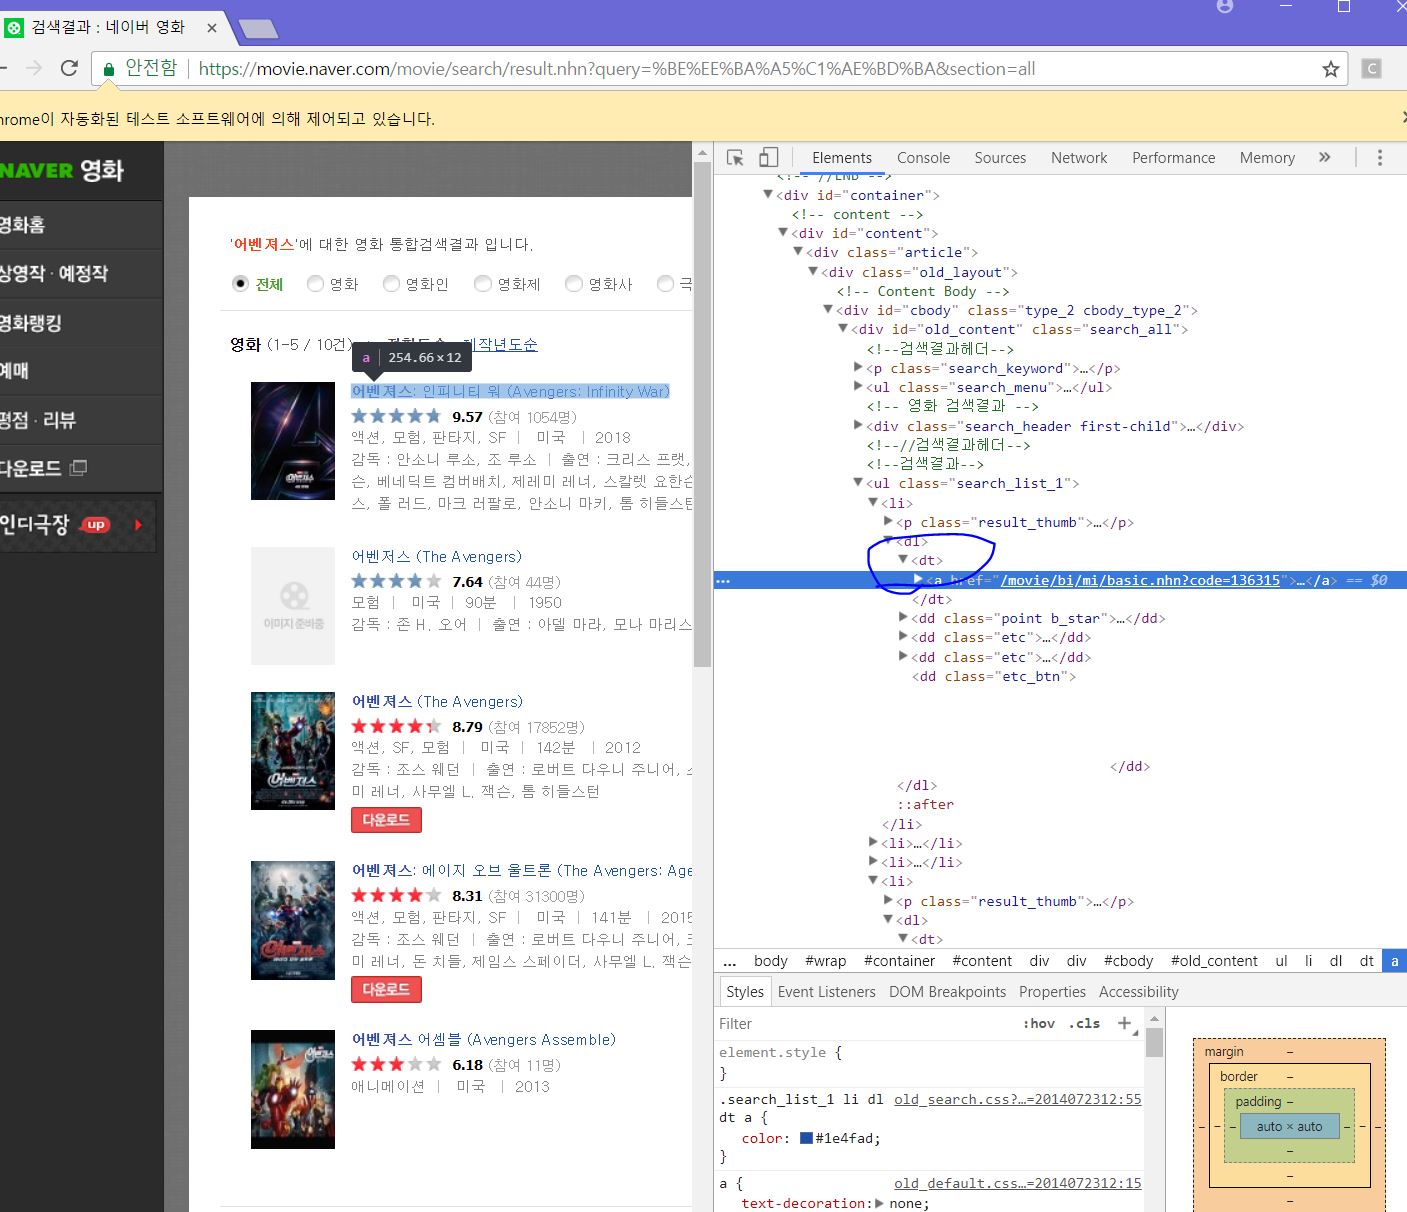 검색결과 : 네이버 영화
안전함 https://movie.naver.com/movie/search/result.nhn?query=%BE%EE%BA%A5%C1%AE%BD%BA&section=all
hrome이 자동화된 테스트 소프트웨어에 의해 제어되고 있습니다.
NAVER 영화
영화홈
상영작 · 예정작
영화랭킹
예매
평점 · 리뷰
다운로드
인디극장 up
'어벤져스'에 대한 영화 통합검색결과 입니다.
전체 영화 영화인 영화제 영화사 극
영화 (1-5 / 10건) 정확도순 제작년도순
a 254.66 × 12
어벤져스: 인피니티 워 (Avengers: Infinity War)
9.57 (참여 1054명)
액션, 모험, 판타지, SF | 미국 | 2018
감독 : 안소니 루소, 조 루소 | 출연 : 크리스 프랫,
슨, 베네딕트 컴버배치, 제레미 레너, 스칼렛 요한슨
스, 폴 러드, 마크 러팔로, 안소니 마키, 톰 히들스턴
이미지 준비중
어벤져스 (The Avengers)
7.64 (참여 44명)
모험 | 미국 | 90분 | 1950
감독 : 존 H. 오어 | 출연 : 아델 마라, 모나 마리스
어벤져스
어벤져스 (The Avengers)
8.79 (참여 17852명)
액션, SF, 모험 | 미국 | 142분 | 2012
감독 : 조스 웨던 | 출연 : 로버트 다우니 주니어,
미 레너, 사무엘 L. 잭슨, 톰 히들스턴
다운로드
어벤져스: 에이지 오브 울트론 (The Avengers: Age
8.31 (참여 31300명)
액션, 모험, 판타지, SF | 미국 | 141분 | 2015
감독 : 조스 웨던 | 출연 : 로버트 다우니 주니어,
미 레너, 돈 치들, 제임스 스페이더, 사무엘 L. 잭슨
다운로드
어벤져스 어셈블 (Avengers Assemble)
6.18 (참여 11명)
애니메이션 | 미국 | 2013
Elements Console Sources Network Performance Memory »
<!-- //LNB -->
<div id="container">
<!-- content -->
<div id="content">
<div class="article">
<div class="old_layout">
<!-- Content Body -->
<div id="cbody" class="type_2 cbody_type_2">
<div id="old_content" class="search_all">
<!--검색결과헤더-->
<p class="search_keyword">…</p>
<ul class="search_menu">…</ul>
<!-- 영화 검색결과 -->
<div class="search_header first-child">…</div>
<!--//검색결과헤더-->
<!--검색결과-->
<ul class="search_list_1">
<li>
<p class="result_thumb">…</p>
<dl>
<dt>
… <a href="/movie/bi/mi/basic.nhn?code=136315">…</a> == $0
</dt>
<dd class="point b_star">…</dd>
<dd class="etc">…</dd>
<dd class="etc">…</dd>
<dd class="etc_btn">
</dd>
</dl>
::after
</li>
<li>…</li>
<li>…</li>
<li>
<p class="result_thumb">…</p>
<dl>
<dt>
… body #wrap #container #content div div #cbody #old_content ul li dl dt a
Styles Event Listeners DOM Breakpoints Properties Accessibility
Filter :hov .cls +
element.style {
}
.search_list_1 li dl old_search.css?…=2014072312:55
dt a {
color: #1e4fad;
}
a { old_default.css…=2014072312:15
text-decoration: none;
margin –
border –
padding –
– – – auto × auto – – –
–
–
–